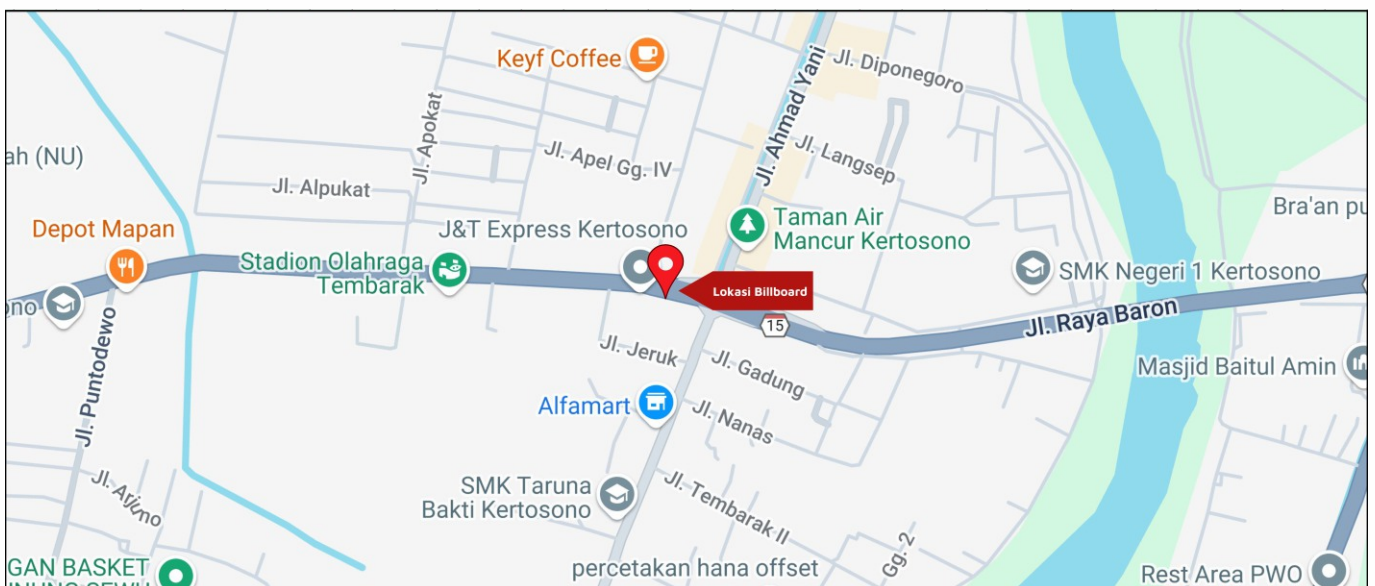 Keyf Coffee
Jl. Ahmad Yani
Jl. Diponegoro
Jl. Apokat
Jl. Langsep
Jl. Apel Gg. IV
ah (NU)
Jl. Alpukat
Bra'an pu
Depot Mapan
J&T Express Kertosono
Taman Air
Mancur Kertosono
Stadion Olahraga
Tembarak
SMK Negeri 1 Kertosono
Lokasi Billboard
ono
15
Jl. Raya Baron
Jl. Puntodewo
Jl. Jeruk
Jl. Gadung
Masjid Baitul Amin
Alfamart
Jl. Nanas
Jl. Arjuno
SMK Taruna
Bakti Kertosono
Jl. Tembarak II
Gg. 2
GAN BASKET
percetakan hana offset
Rest Area PWO